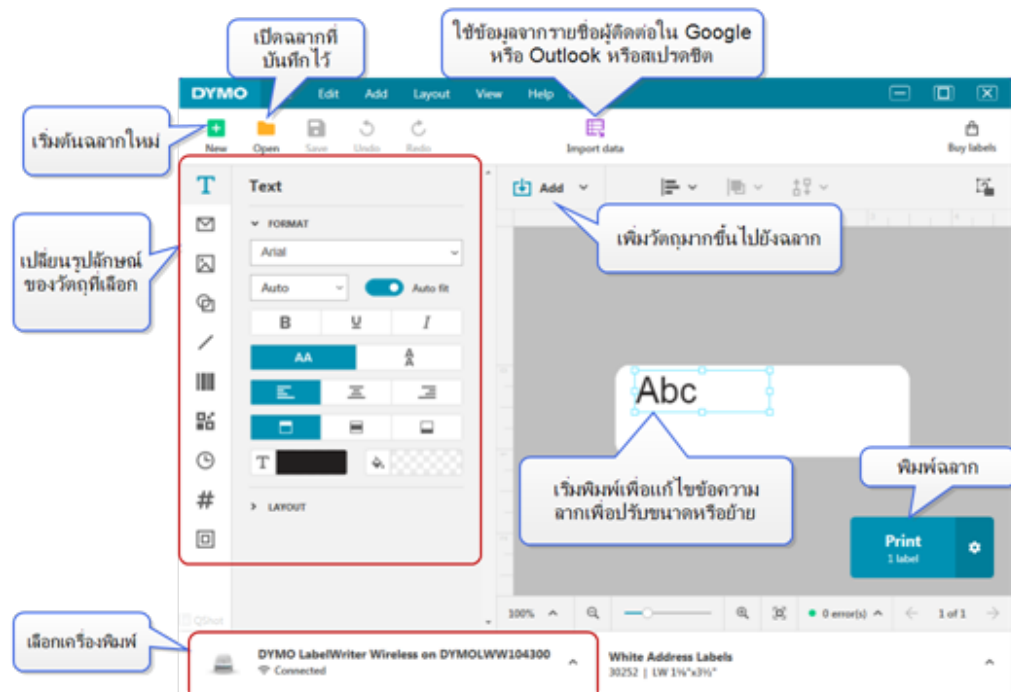 เปิดฉลากที่
บันทึกไว้
ใช้ข้อมูลจากรายชื่อผู้ติดต่อใน Google
หรือ Outlook หรือสเปรดชีต
DYMO Edit Add Layout View Help
เริ่มต้นฉลากใหม่
New Open Save Undo Redo Import data Buy labels
Text
Add
FORMAT
เพิ่มวัตถุมากขึ้นไปยังฉลาก
เปลี่ยนรูปลักษณ์
ของวัตถุที่เลือก
Arial
Auto Auto fit
B U I
AA A A
Abc
T
เริ่มพิมพ์เพื่อแก้ไขข้อความ
ลากเพื่อปรับขนาดหรือย้าย
พิมพ์ฉลาก
#
LAYOUT
Print
1 label
QShot
100% 0 error(s) 1 of 1
เลือกเครื่องพิมพ์
DYMO LabelWriter Wireless on DYMOLWW104300
Connected
White Address Labels
30252 | LW 1⅛"x3½"